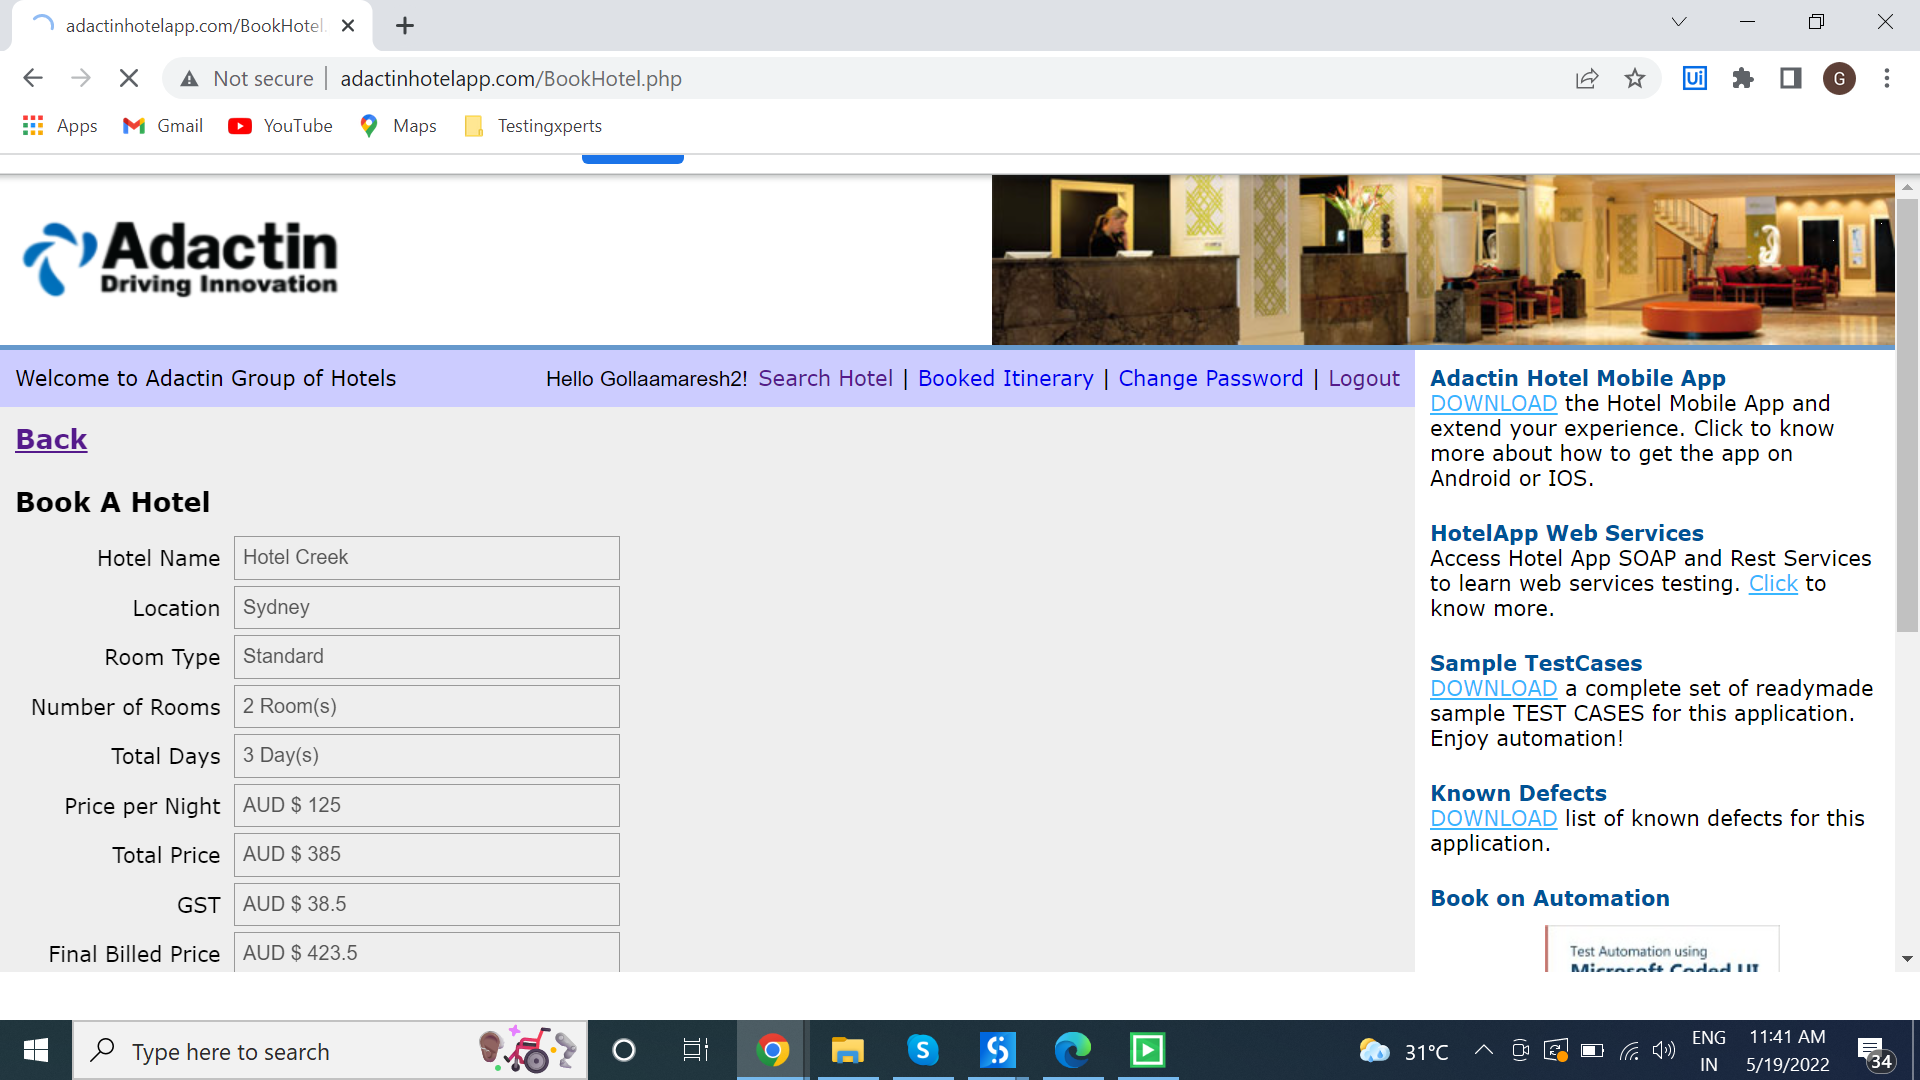 adactinhotelapp.com/BookHotel.
Not secure
adactinhotelapp.com/BookHotel.php
Ui
G
Apps
Gmail
YouTube
Maps
Testingxperts
Adactin
Driving Innovation
Welcome to Adactin Group of Hotels
Hello Gollaamaresh2! Search Hotel | Booked Itinerary | Change Password | Logout
Back
Book A Hotel
Hotel Name Hotel Creek
Location Sydney
Room Type Standard
Number of Rooms 2 Room(s)
Total Days 3 Day(s)
Price per Night AUD $ 125
Total Price AUD $ 385
GST AUD $ 38.5
Final Billed Price AUD $ 423.5
Adactin Hotel Mobile App
DOWNLOAD the Hotel Mobile App and
extend your experience. Click to know
more about how to get the app on
Android or IOS.
HotelApp Web Services
Access Hotel App SOAP and Rest Services
to learn web services testing. Click to
know more.
Sample TestCases
DOWNLOAD a complete set of readymade
sample TEST CASES for this application.
Enjoy automation!
Known Defects
DOWNLOAD list of known defects for this
application.
Book on Automation
Test Automation using
Microsoft Coded UI
Type here to search
S
31°C
ENG
IN
11:41 AM
5/19/2022
34